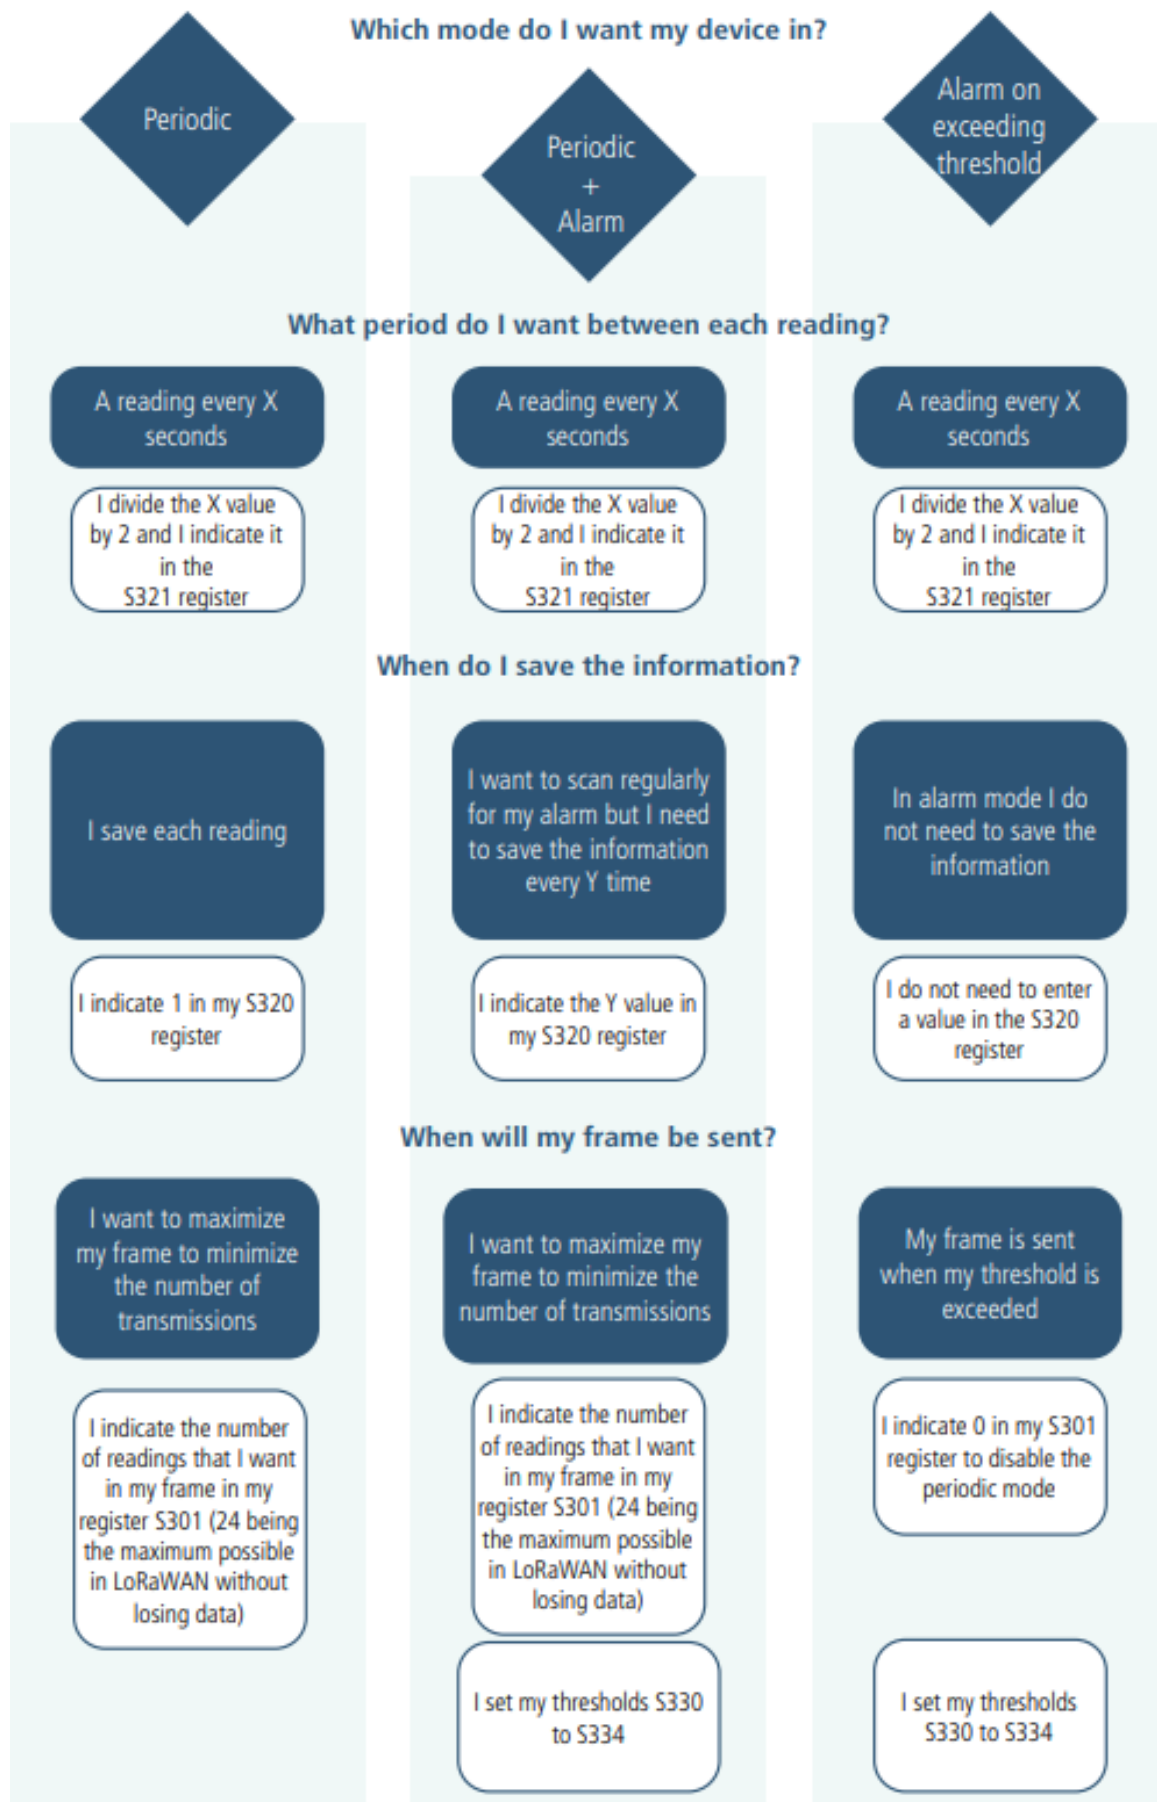 Which mode do I want my device in?
Periodic
Periodic
+
Alarm
Alarm on
exceeding
threshold
What period do I want between each reading?
A reading every X
seconds
A reading every X
seconds
A reading every X
seconds
I divide the X value
by 2 and I indicate it
in the
S321 register
I divide the X value
by 2 and I indicate it
in the
S321 register
I divide the X value
by 2 and I indicate it
in the
S321 register
When do I save the information?
I save each reading
I want to scan regularly
for my alarm but I need
to save the information
every Y time
In alarm mode I do
not need to save the
information
I indicate 1 in my S320
register
I indicate the Y value in
my S320 register
I do not need to enter
a value in the S320
register
When will my frame be sent?
I want to maximize
my frame to minimize
the number of
transmissions
I want to maximize my
frame to minimize the
number of transmissions
My frame is sent
when my threshold is
exceeded
I indicate the number
of readings that I want
in my frame in my
register S301 (24 being
the maximum possible
in LoRaWAN without
losing data)
I indicate the number
of readings that I want
in my frame in my
register S301 (24 being
the maximum possible
in LoRaWAN without
losing data)
I indicate 0 in my S301
register to disable the
periodic mode
I set my thresholds S330
to S334
I set my thresholds
S330 to S334